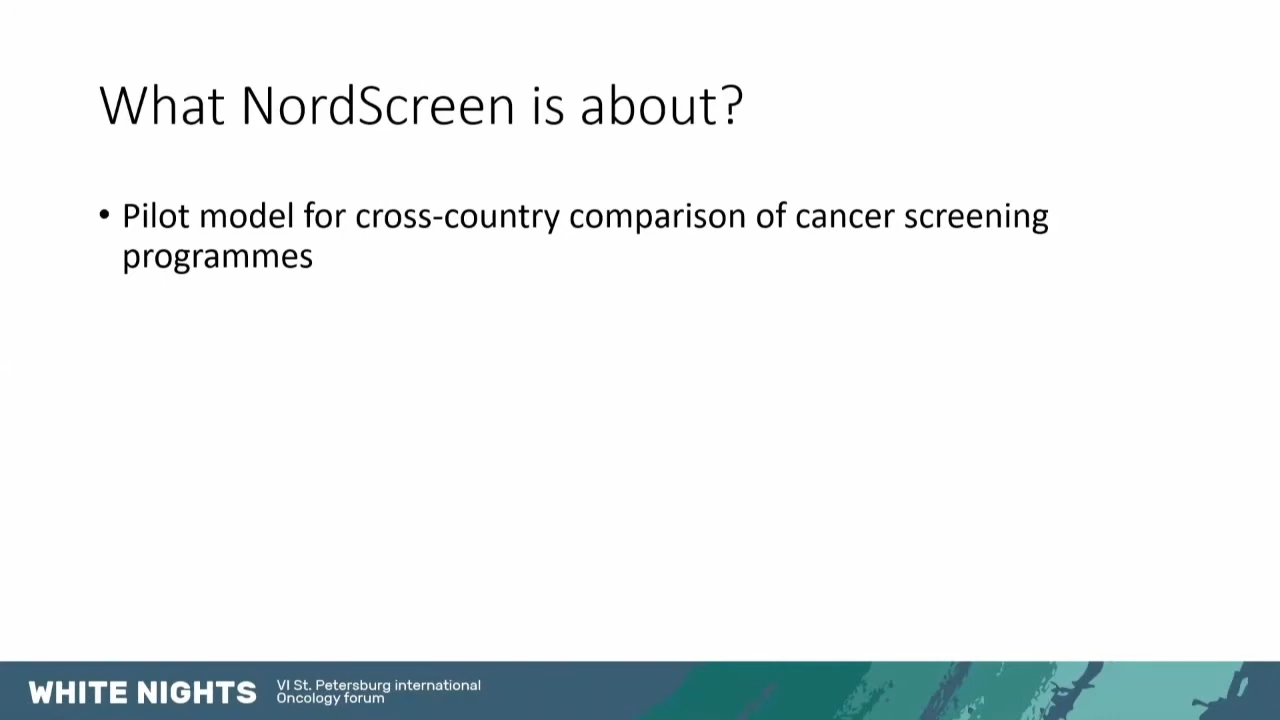 What NordScreen is about?
• Pilot model for cross-country comparison of cancer screening
programmes
WHITE NIGHTS
VI St. Petersburg international
Oncology forum